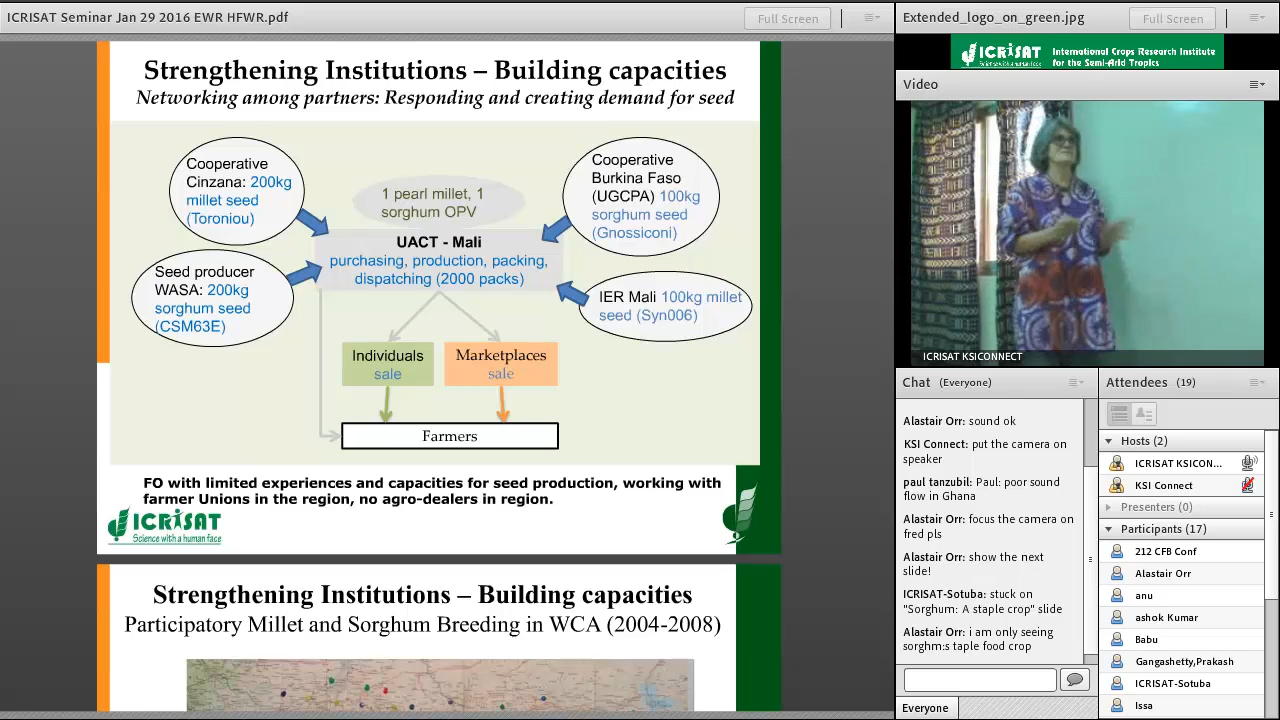 ICRISAT Seminar Jan 29 2016 EWR HFWR.pdf
Full Screen
Strengthening Institutions – Building capacities
Networking among partners: Responding and creating demand for seed
Cooperative
Cinzana: 200kg
millet seed
(Toroniou)
1 pearl millet, 1
sorghum OPV
Cooperative
Burkina Faso
(UGCPA) 100kg
sorghum seed
(Gnossiconi)
UACT - Mali
purchasing, production, packing,
dispatching (2000 packs)
Seed producer
WASA: 200kg
sorghum seed
(CSM63E)
IER Mali 100kg millet
seed (Syn006)
Individuals
sale
Marketplaces
sale
Farmers
FO with limited experiences and capacities for seed production, working with
farmer Unions in the region, no agro-dealers in region.
ICRISAT
Science with a human face
Strengthening Institutions – Building capacities
Participatory Millet and Sorghum Breeding in WCA (2004-2008)
Extended_logo_on_green.jpg
Full Screen
ICRISAT
Science with a human face
International Crops Research Institute
for the Semi-Arid Tropics
Video
ICRISAT KSICONNECT
Chat (Everyone)
Alastair Orr: sound ok
KSI Connect: put the camera on
speaker
paul tanzubil: Paul: poor sound
flow in Ghana
Alastair Orr: focus the camera on
fred pls
Alastair Orr: show the next
slide!
ICRISAT-Sotuba: stuck on
"Sorghum: A staple crop" slide
Alastair Orr: i am only seeing
sorghm:s taple food crop
Everyone
Attendees (19)
Hosts (2)
ICRISAT KSICON...
KSI Connect
Presenters (0)
Participants (17)
212 CFB Conf
Alastair Orr
anu
ashok Kumar
Babu
Gangashetty,Prakash
ICRISAT-Sotuba
Issa